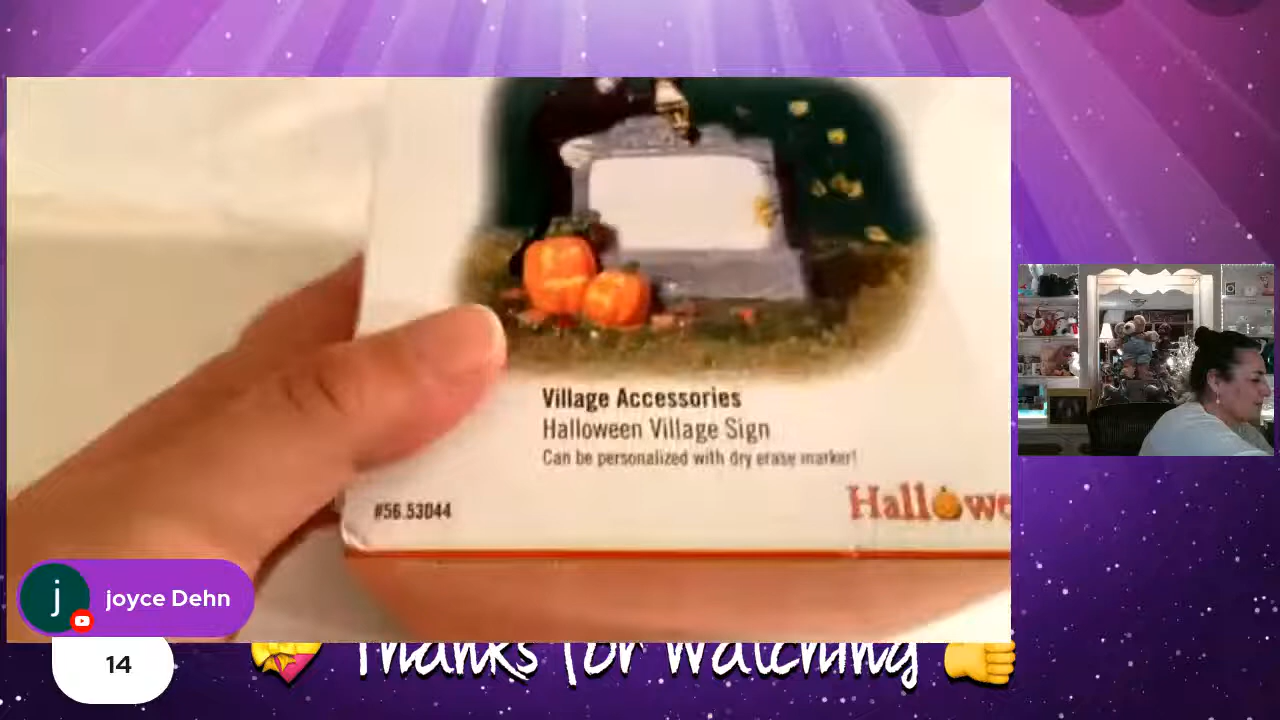 Village Accessories
Halloween Village Sign
Can be personalized with dry erase marker!
#56.53044
Hallowe
j
joyce Dehn
14
Thanks for Watching